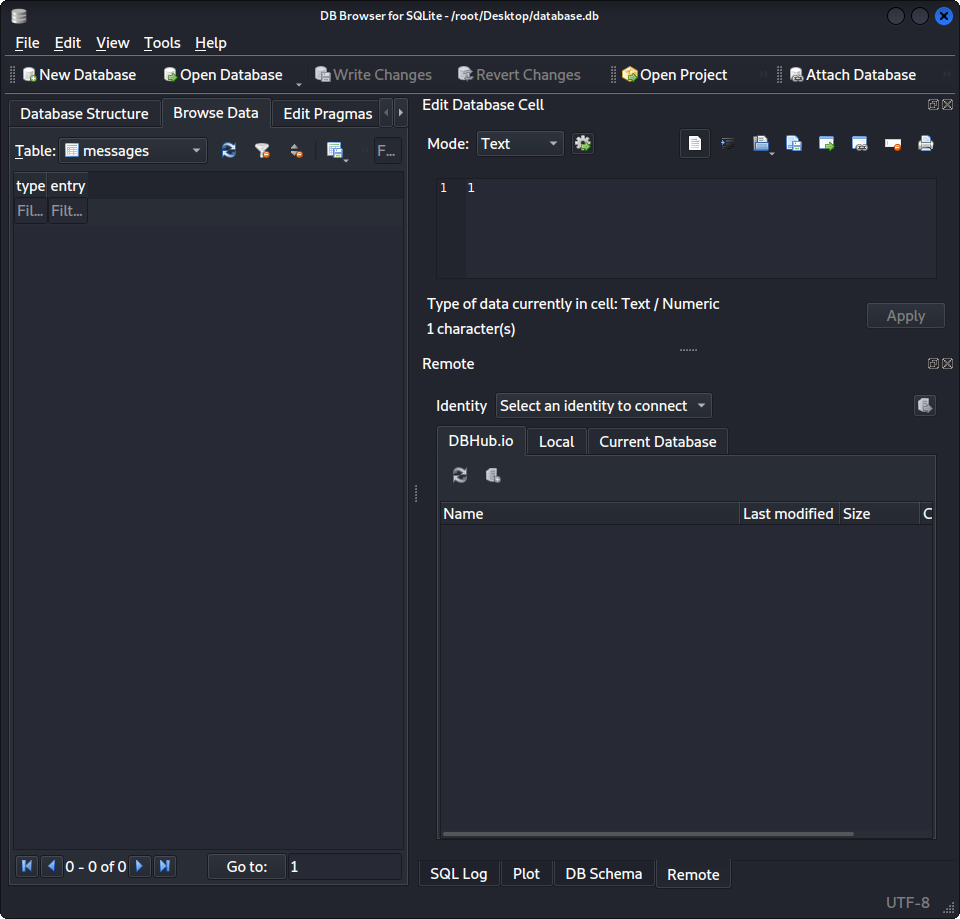 DB Browser for SQLite - /root/Desktop/database.db
File Edit View Tools Help
New Database Open Database Write Changes Revert Changes Open Project Attach Database
Database Structure Browse Data Edit Pragmas
Table: messages F...
type entry
Fil... Filt...
0 - 0 of 0 Go to: 1
Edit Database Cell
Mode: Text
1 1
Type of data currently in cell: Text / Numeric
1 character(s)
Apply
Remote
Identity Select an identity to connect
DBHub.io Local Current Database
Name Last modified Size C
SQL Log Plot DB Schema Remote
UTF-8